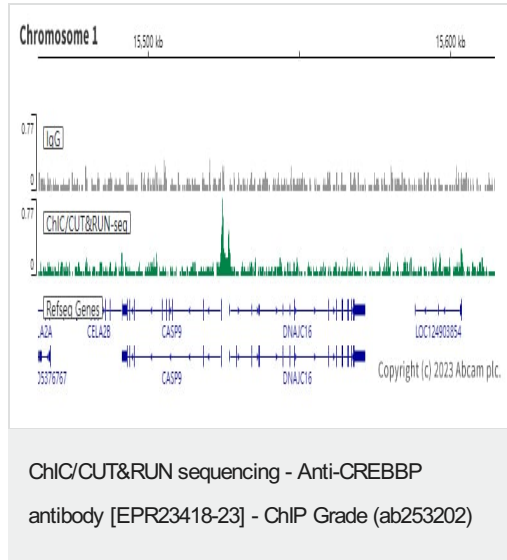 Chromosome 1
15,500 kb 15,600 kb
0.77
IgG
0
0.77
ChIC/CUT&RUN-seq
0
Refseq Genes
.A2A CELA2B CASP9 DNAJC16 LOC124903854
)5376767 CASP9 DNAJC16
Copyright (c) 2023 Abcam plc.
ChIC/CUT&RUN sequencing - Anti-CREBBP
antibody [EPR23418-23] - ChIP Grade (ab253202)